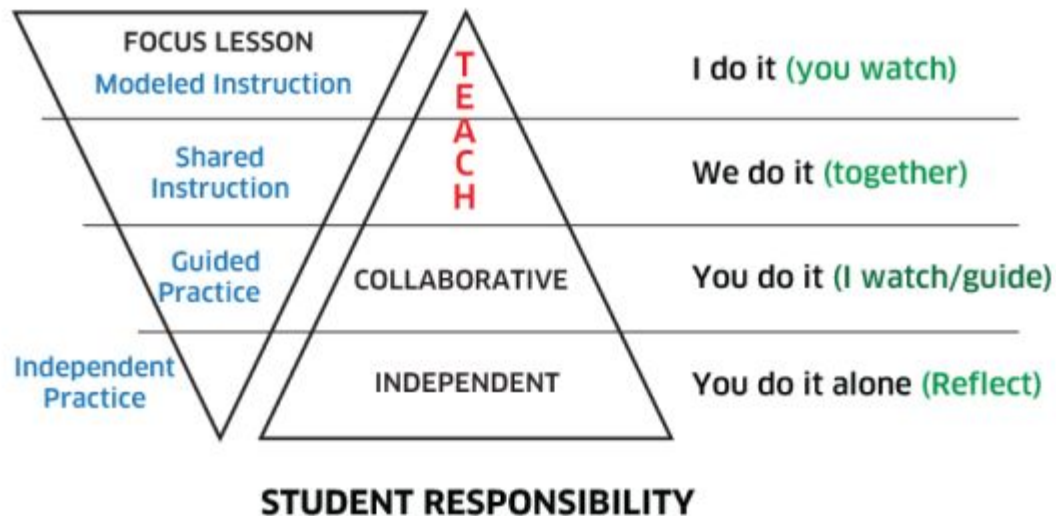 FOCUS LESSON
Modeled Instruction
TEACH
I do it (you watch)
Shared
Instruction
We do it (together)
Guided
Practice
COLLABORATIVE
You do it (I watch/guide)
Independent
Practice
INDEPENDENT
You do it alone (Reflect)
STUDENT RESPONSIBILITY